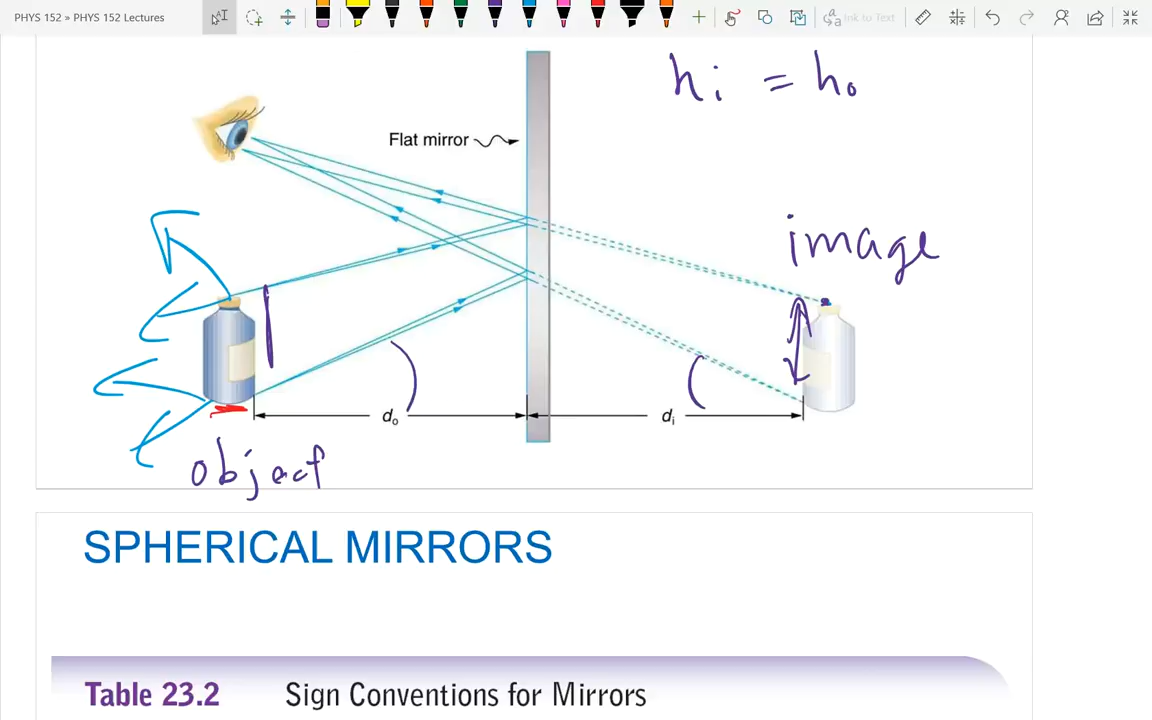 PHYS 152 » PHYS 152 Lectures
Ink to Text
hi = ho
Flat mirror
image
do
di
object
SPHERICAL MIRRORS
Table 23.2 Sign Conventions for Mirrors